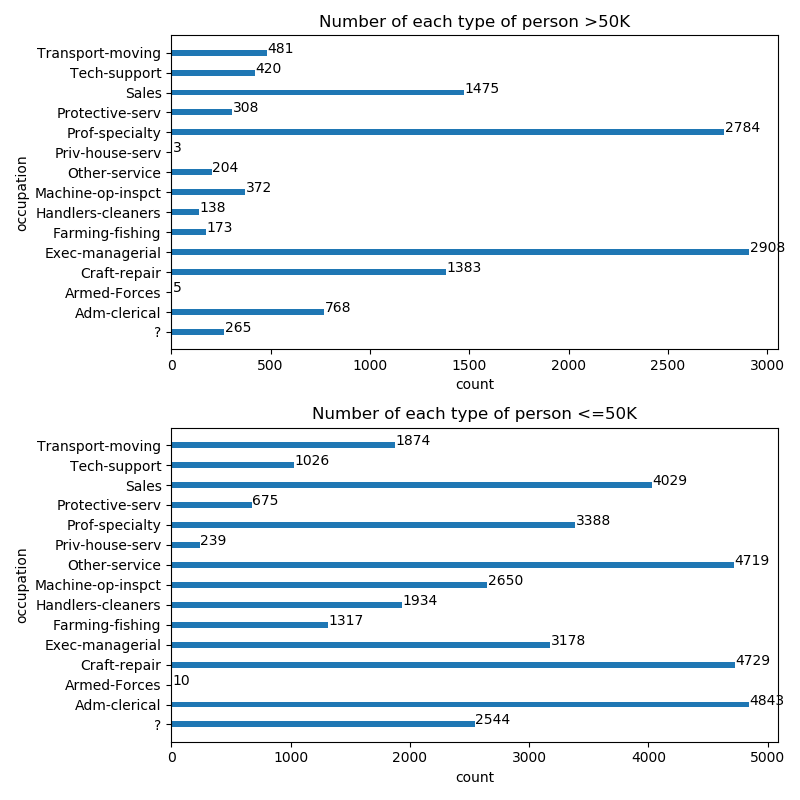 Number of each type of person >50K
Transport-moving 481
Tech-support 420
Sales 1475
Protective-serv 308
Prof-specialty 2784
Priv-house-serv 3
Other-service 204
Machine-op-inspct 372
Handlers-cleaners 138
Farming-fishing 173
Exec-managerial 2908
Craft-repair 1383
Armed-Forces 5
Adm-clerical 768
? 265
occupation
0 500 1000 1500 2000 2500 3000
count
Number of each type of person <=50K
Transport-moving 1874
Tech-support 1026
Sales 4029
Protective-serv 675
Prof-specialty 3388
Priv-house-serv 239
Other-service 4719
Machine-op-inspct 2650
Handlers-cleaners 1934
Farming-fishing 1317
Exec-managerial 3178
Craft-repair 4729
Armed-Forces 10
Adm-clerical 4843
? 2544
occupation
0 1000 2000 3000 4000 5000
count